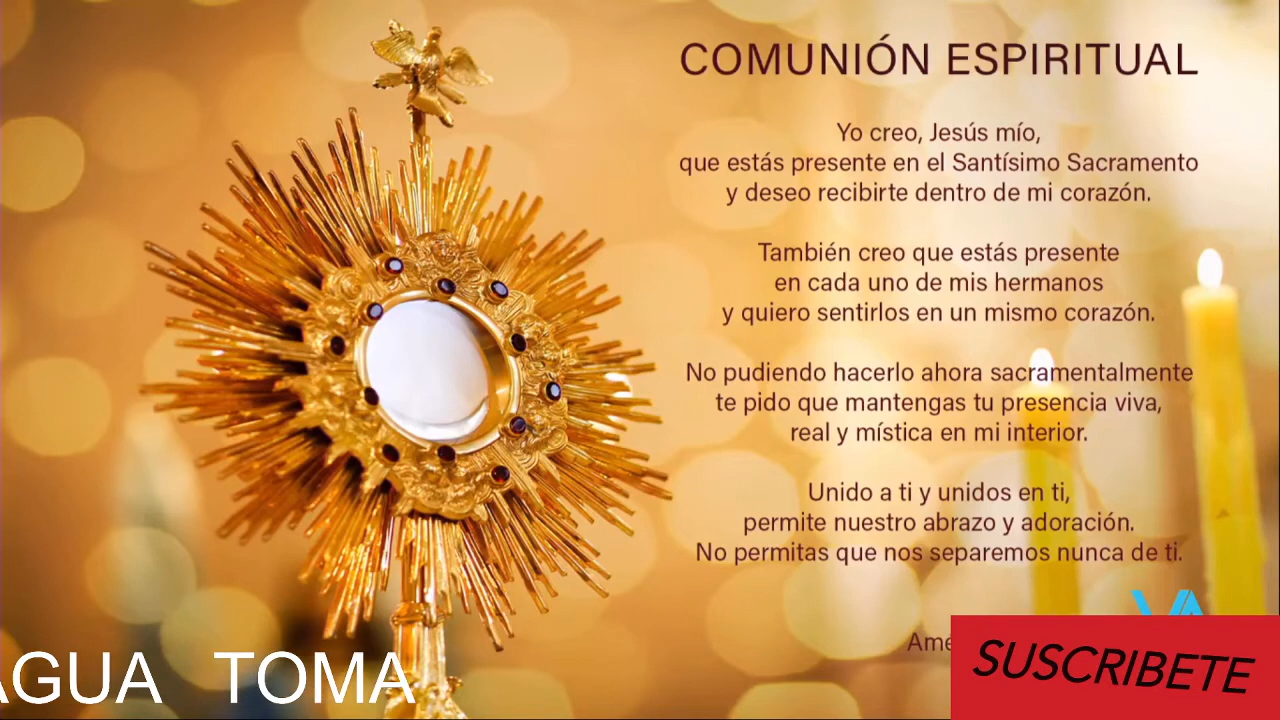 COMUNIÓN ESPIRITUAL
Yo creo, Jesús mío,
que estás presente en el Santísimo Sacramento
y deseo recibirte dentro de mi corazón.
También creo que estás presente
en cada uno de mis hermanos
y quiero sentirlos en un mismo corazón.
No pudiendo hacerlo ahora sacramentalmente
te pido que mantengas tu presencia viva,
real y mística en mi interior.
Unido a ti y unidos en ti,
permite nuestro abrazo y adoración.
No permitas que nos separemos nunca de ti.
SUSCRIBETE
TOMA